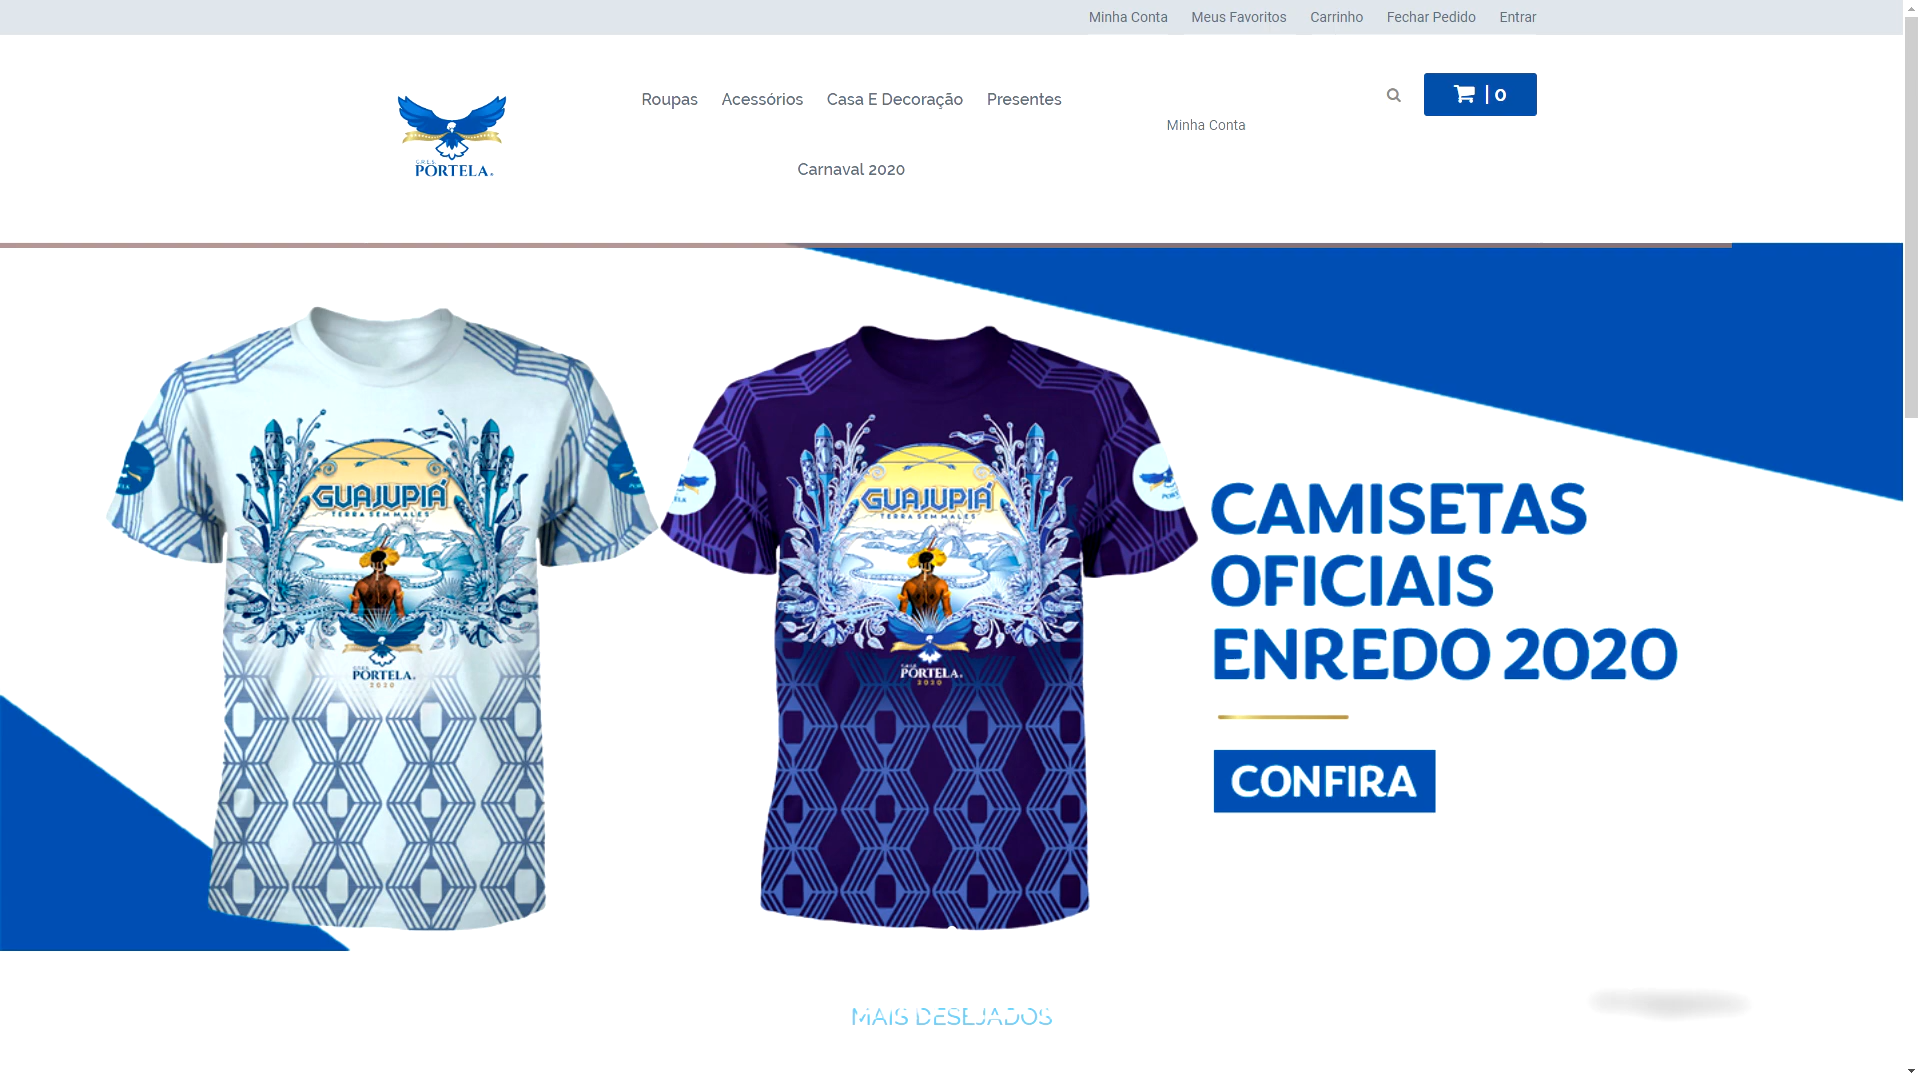 Minha Conta Meus Favoritos Carrinho Fechar Pedido Entrar
Roupas Acessórios Casa E Decoração Presentes
| 0
Minha Conta
G.R.E.S.
PORTELA
Carnaval 2020
GUAJUPIÁ
TERRA SEM MALES
PORTELA
2020
GUAJUPIÁ
TERRA SEM MALES
PORTELA
2020
CAMISETAS
OFICIAIS
ENREDO 2020
CONFIRA
MAIS DESEJADOS